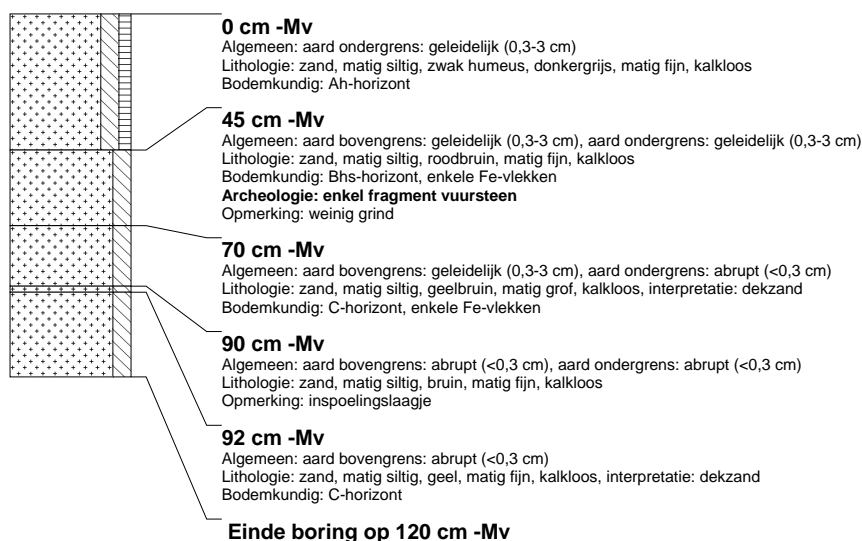 0 cm -Mv
Algemeen: aard ondergrens: geleidelijk (0,3-3 cm)
Lithologie: zand, matig siltig, zwak humeus, donkergrijs, matig fijn, kalkloos
Bodemkundig: Ah-horizont
45 cm -Mv
Algemeen: aard bovengrens: geleidelijk (0,3-3 cm), aard ondergrens: geleidelijk (0,3-3 cm)
Lithologie: zand, matig siltig, roodbruin, matig fijn, kalkloos
Bodemkundig: Bhs-horizont, enkele Fe-vlekken
Archeologie: enkel fragment vuursteen
Opmerking: weinig grind
70 cm -Mv
Algemeen: aard bovengrens: geleidelijk (0,3-3 cm), aard ondergrens: abrupt (<0,3 cm)
Lithologie: zand, matig siltig, geelbruin, matig grof, kalkloos, interpretatie: dekzand
Bodemkundig: C-horizont, enkele Fe-vlekken
90 cm -Mv
Algemeen: aard bovengrens: abrupt (<0,3 cm), aard ondergrens: abrupt (<0,3 cm)
Lithologie: zand, matig siltig, bruin, matig fijn, kalkloos
Opmerking: inspoelingslaagje
92 cm -Mv
Algemeen: aard bovengrens: abrupt (<0,3 cm)
Lithologie: zand, matig siltig, geel, matig fijn, kalkloos, interpretatie: dekzand
Bodemkundig: C-horizont
Einde boring op 120 cm -Mv